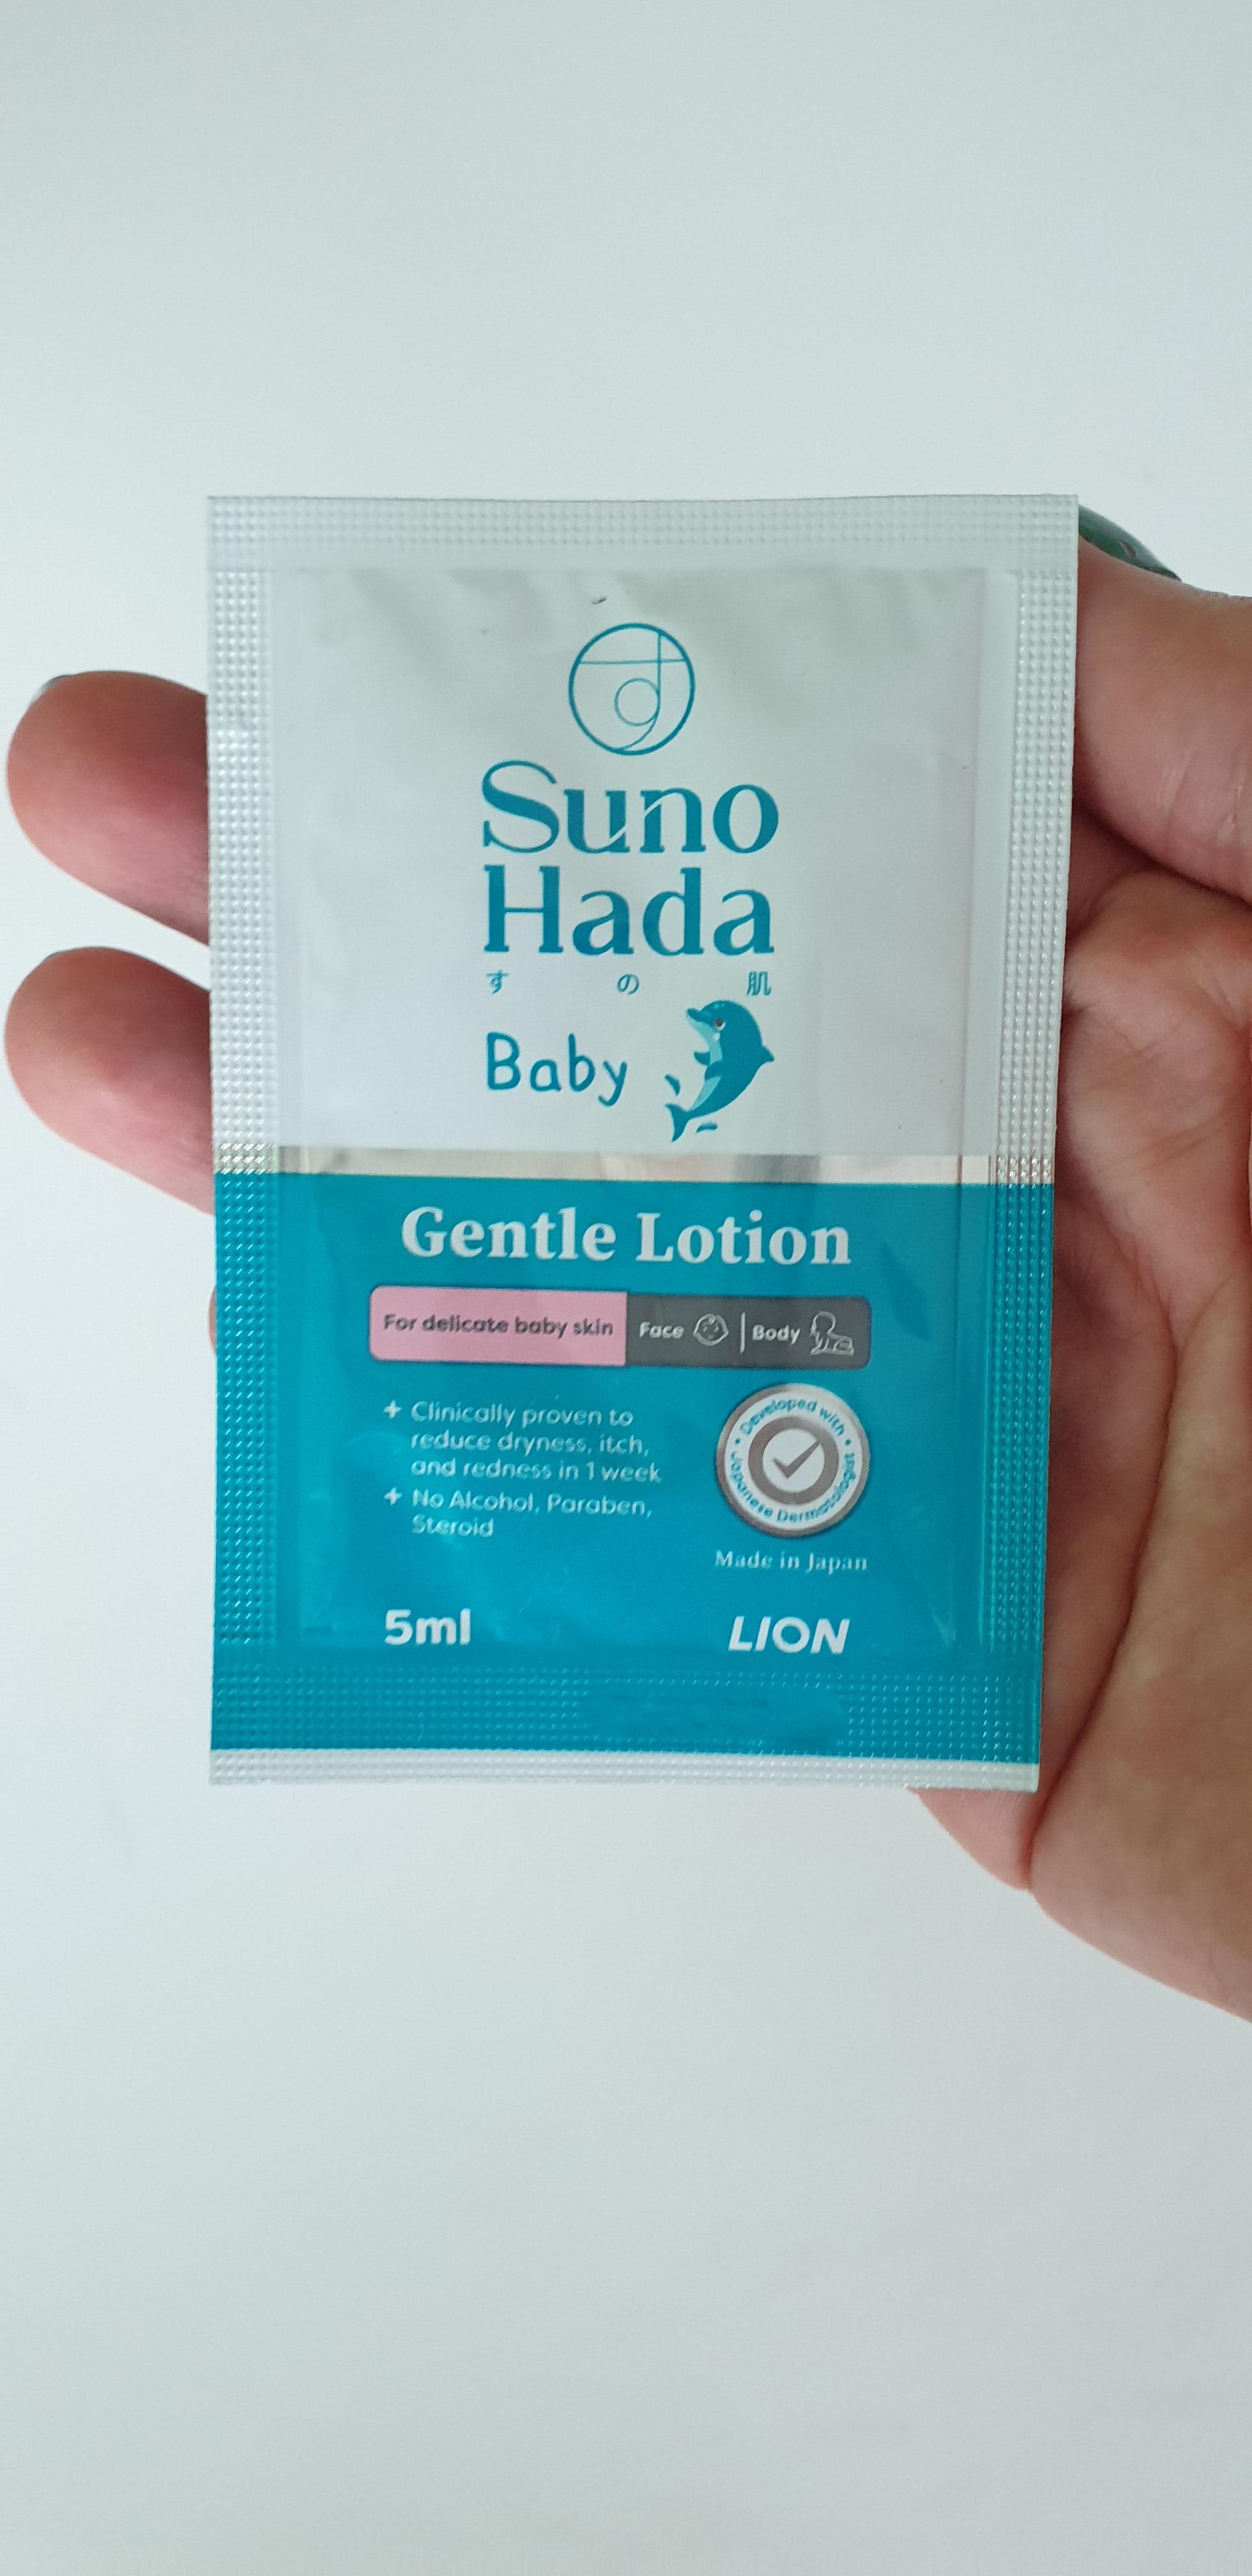 す
Suno
Hada
すの肌
Baby
Gentle Lotion
For delicate baby skin
Face | Body
+ Clinically proven to
reduce dryness, itch,
and redness in 1 week
+ No Alcohol, Paraben,
Steroid
• Developed with •
Japanese Dermatologist
Made in Japan
5ml
LION